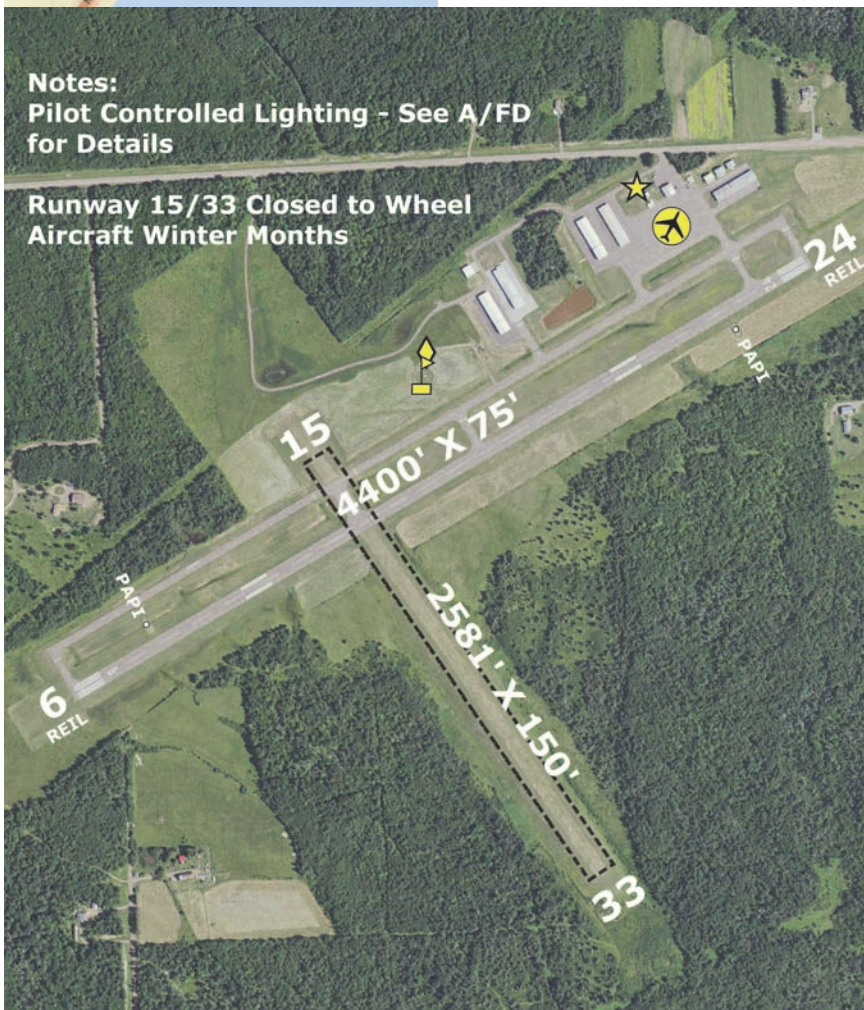 Notes:
Pilot Controlled Lighting - See A/FD
for Details
Runway 15/33 Closed to Wheel
Aircraft Winter Months
24
REIL
PAPI
15
4400' X 75'
PAPI
2581' X 150'
6
REIL
33